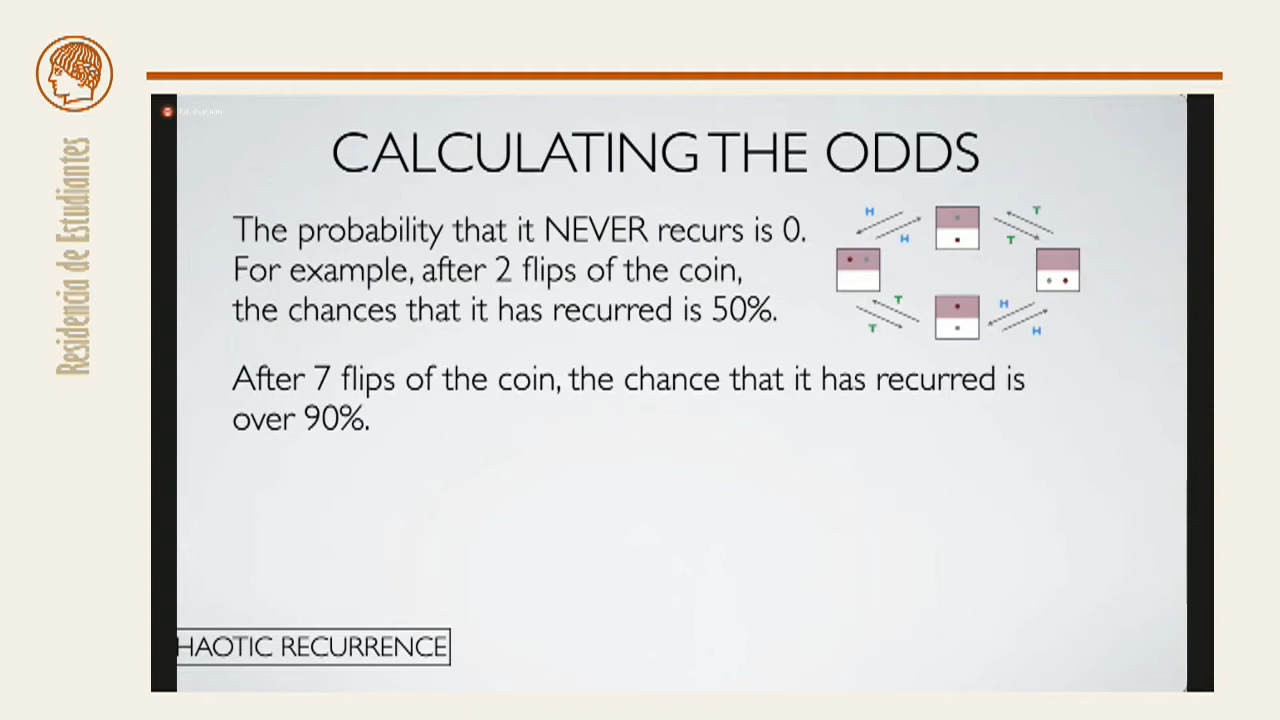 Residencia de Estudiantes
CALCULATING THE ODDS
The probability that it NEVER recurs is 0.
For example, after 2 flips of the coin,
the chances that it has recurred is 50%.
H
T
H
T
T
H
T
H
After 7 flips of the coin, the chance that it has recurred is
over 90%.
HAOTIC RECURRENCE